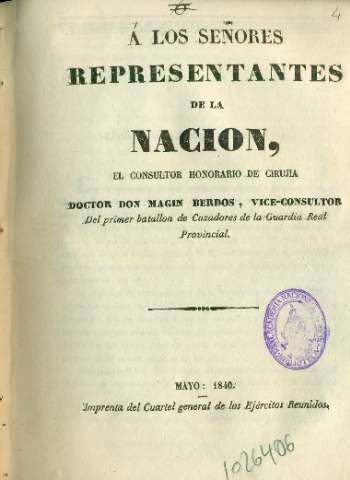 4
Á LOS SEÑORES
REPRESENTANTES
DE LA
NACION,
EL CONSULTOR HONORARIO DE CIRUJIA
DOCTOR DON MAGIN BERDOS, VICE-CONSULTOR
Del primer batallon de Cazadores de la Guardia Real
Provincial.
MAYO: 1840.
Imprenta del Cuartel general de los Ejércitos Reunidos.
1026406